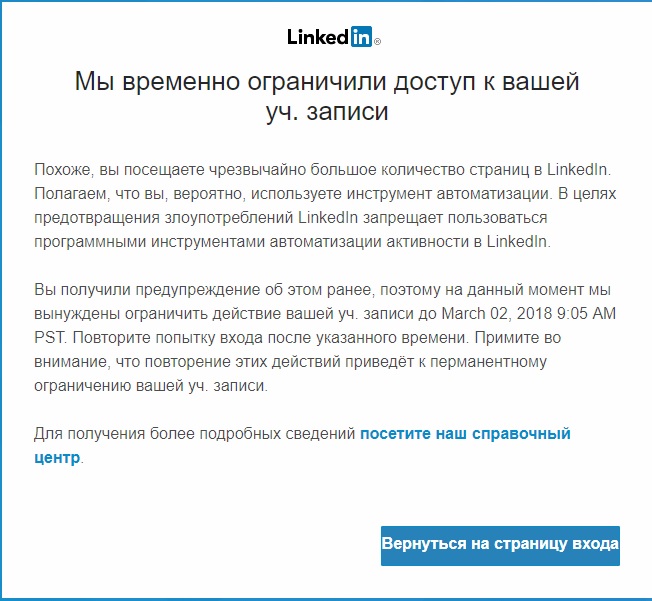 Linked in ®
Мы временно ограничили доступ к вашей
уч. записи
Похоже, вы посещаете чрезвычайно большое количество страниц в LinkedIn.
Полагаем, что вы, вероятно, используете инструмент автоматизации. В целях
предотвращения злоупотреблений LinkedIn запрещает пользоваться
программными инструментами автоматизации активности в LinkedIn.
Вы получили предупреждение об этом ранее, поэтому на данный момент мы
вынуждены ограничить действие вашей уч. записи до March 02, 2018 9:05 AM
PST. Повторите попытку входа после указанного времени. Примите во
внимание, что повторение этих действий приведёт к перманентному
ограничению вашей уч. записи.
Для получения более подробных сведений посетите наш справочный
центр.
Вернуться на страницу входа